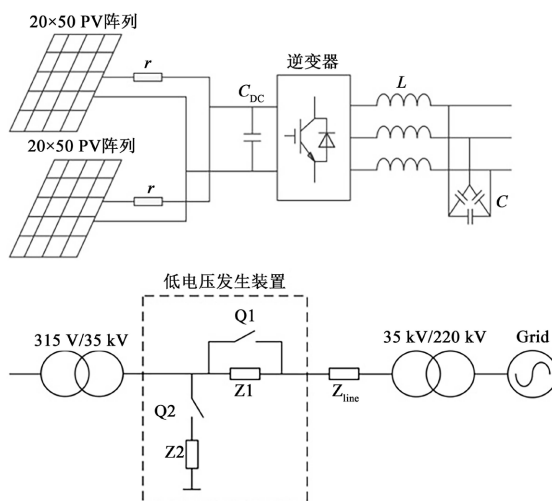 20×50 PV阵列
r
C_DC
逆变器
L
20×50 PV阵列
r
C
低电压发生装置
315 V/35 kV
Q1
35 kV/220 kV
Grid
Z1
Z_line
Q2
Z2